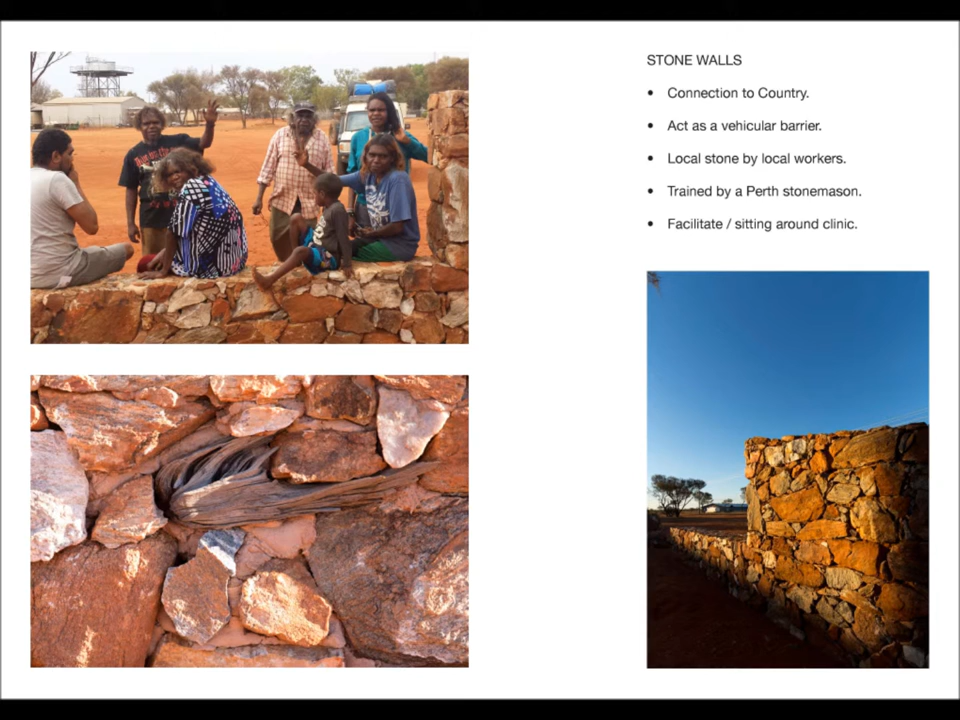 STONE WALLS
• Connection to Country.
• Act as a vehicular barrier.
• Local stone by local workers.
• Trained by a Perth stonemason.
• Facilitate / sitting around clinic.